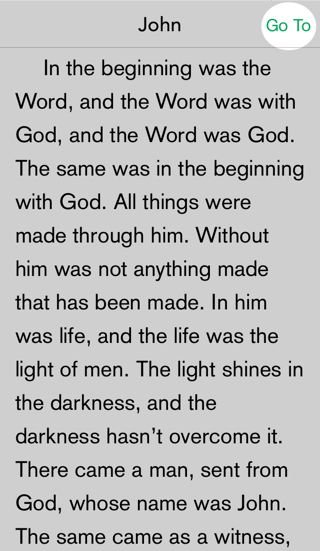 John
Go To
In the beginning was the
Word, and the Word was with
God, and the Word was God.
The same was in the beginning
with God. All things were
made through him. Without
him was not anything made
that has been made. In him
was life, and the life was the
light of men. The light shines in
the darkness, and the
darkness hasn’t overcome it.
There came a man, sent from
God, whose name was John.
The same came as a witness,